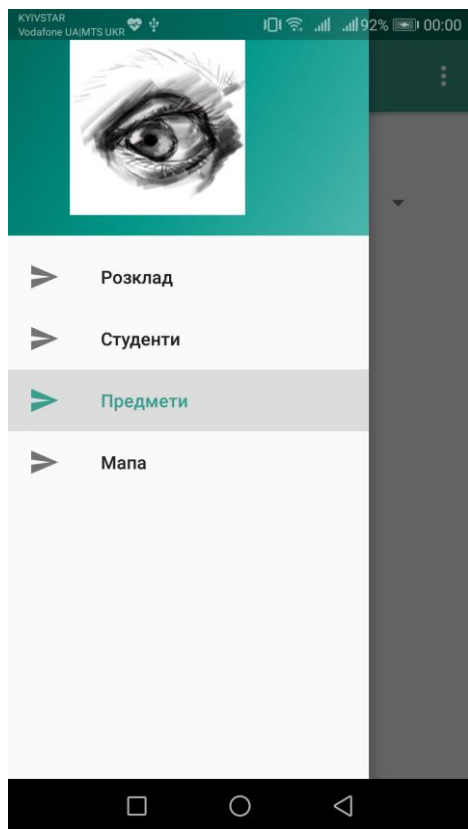 KYIVSTAR
Vodafone UA|MTS UKR
92% 00:00
Розклад
Студенти
Предмети
Мапа